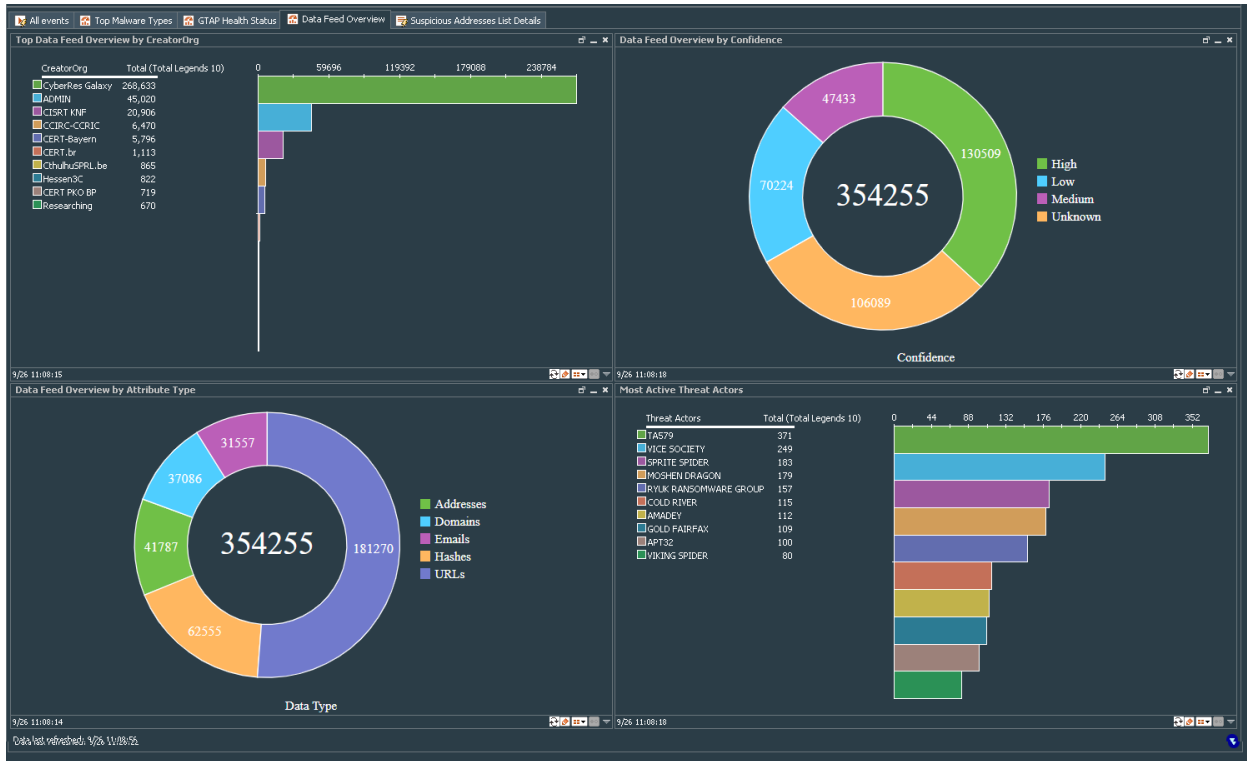 All events Top Malware Types GTAP Health Status Data Feed Overview Suspicious Addresses List Details
Top Data Feed Overview by CreatorOrg
CreatorOrg Total (Total Legends 10) 0 59696 119392 179088 238784
CyberRes Galaxy 268,633
ADMIN 45,020
CISRT KNF 20,906
CCIRC-CCRIC 6,470
CERT-Bayern 5,796
CERT.br 1,113
CthulhuSPRL.be 865
Hessen3C 822
CERT PKO BP 719
Researching 670
9/26 11:08:15
Data Feed Overview by Confidence
47433
130509
70224
354255
106089
High
Low
Medium
Unknown
Confidence
9/26 11:08:18
Data Feed Overview by Attribute Type
31557
37086
41787
354255
181270
62555
Addresses
Domains
Emails
Hashes
URLs
Data Type
9/26 11:08:14
Most Active Threat Actors
Threat Actors Total (Total Legends 10) 0 44 88 132 176 220 264 308 352
TA579 371
VICE SOCIETY 249
SPRITE SPIDER 183
MOSHEN DRAGON 179
RYUK RANSOMWARE GROUP 157
COLD RIVER 115
AMADEY 112
GOLD FAIRFAX 109
APT32 100
VIKING SPIDER 80
9/26 11:08:18
Data last refreshed: 9/26